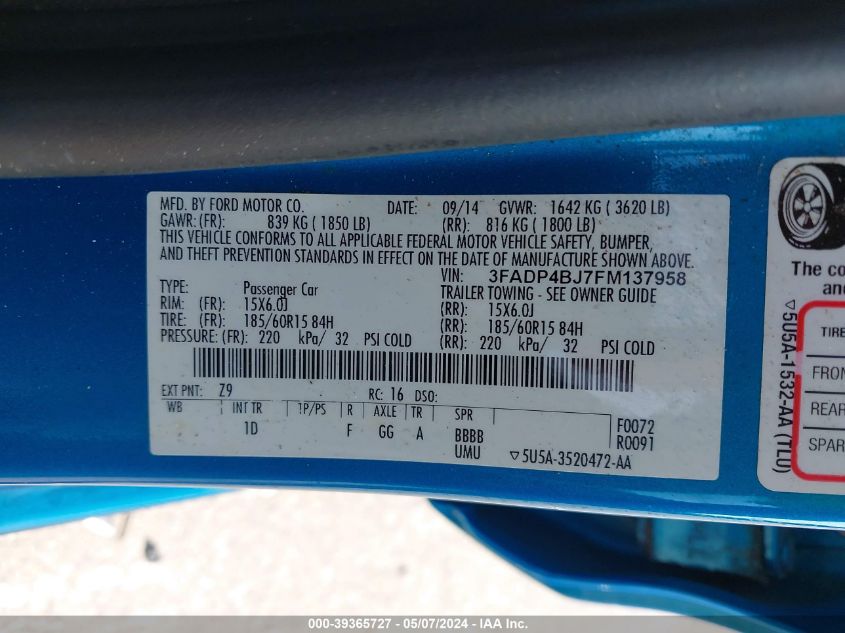 MFD. BY FORD MOTOR CO. DATE: 09/14 GVWR: 1642 KG ( 3620 LB)
GAWR: (FR): 839 KG ( 1850 LB) (RR): 816 KG ( 1800 LB)
THIS VEHICLE CONFORMS TO ALL APPLICABLE FEDERAL MOTOR VEHICLE SAFETY, BUMPER,
AND THEFT PREVENTION STANDARDS IN EFFECT ON THE DATE OF MANUFACTURE SHOWN ABOVE.
VIN: 3FADP4BJ7FM137958
TYPE: Passenger Car TRAILER TOWING - SEE OWNER GUIDE
RIM: (FR): 15X6.0J (RR): 15X6.0J
TIRE: (FR): 185/60R15 84H (RR): 185/60R15 84H
PRESSURE: (FR): 220 kPa/ 32 PSI COLD (RR): 220 kPa/ 32 PSI COLD
EXT PNT: Z9 RC: 16 DSO:
WB INT TR TP/PS R AXLE TR SPR
1D F GG A BBBB F0072
UMU R0091
▽5U5A-3520472-AA
The co
and
▽5U5A-1532-AA (TLU)
TIRE
FRON
REAR
SPAR
000-39365727 - 05/07/2024 - IAA Inc.